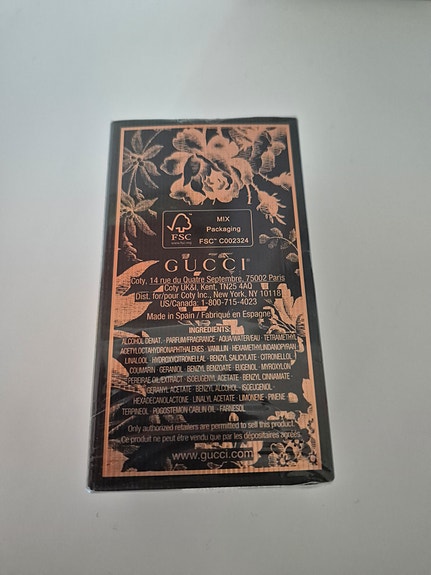 FSC
MIX
Packaging
FSC™ C002324
GUCCI
Coty, 14 rue du Quatre Septembre, 75002 Paris
Coty UK&I, Kent, TN25 4AQ
Dist. for/pour Coty Inc., New York, NY 10118
US/Canada: 1-800-715-4023
Made in Spain / Fabriqué en Espagne
INGREDIENTS:
ALCOHOL DENAT. - PARFUM/FRAGRANCE - AQUA/WATER/EAU - TETRAMETHYL
ACETYLOCTAHYDRONAPHTHALENES - VANILLIN - HEXAMETHYLINDANOPYRAN
LINALOOL - HYDROXYCITRONELLAL - BENZYL SALICYLATE - CITRONELLOL
COUMARIN - GERANIOL - BENZYL BENZOATE - EUGENOL - MYROXYLON
PEREIRAE OIL/EXTRACT - ISOEUGENYL ACETATE - BENZYL CINNAMATE
GERANYL ACETATE - BENZYL ALCOHOL - ISOEUGENOL
HEXADECANOLACTONE - LINALYL ACETATE - LIMONENE - PINENE
TERPINEOL - POGOSTEMON CABLIN OIL - FARNESOL
Only authorized retailers are permitted to sell this product.
Ce produit ne peut être vendu que par les dépositaires agréés.
www.gucci.com